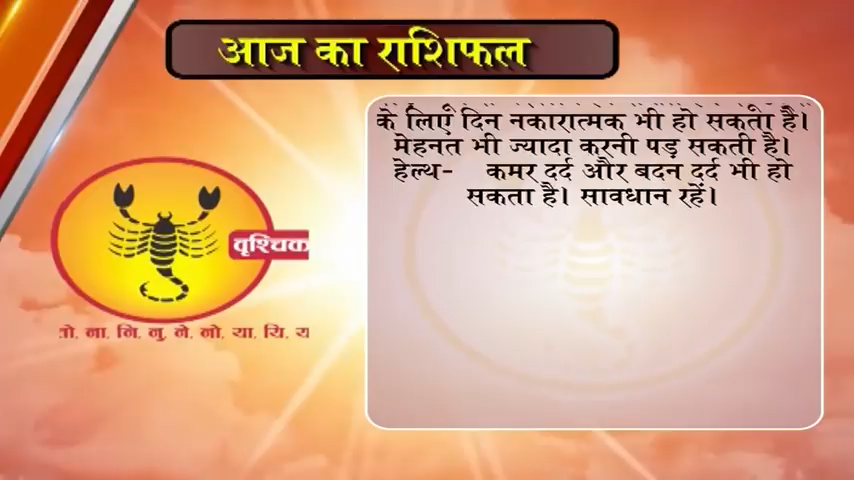 आज का राशिफल
के लिएं दिन नकारात्मक भी हो सकता है।
मेहनत भी ज्यादा करनी पड़ सकती है।
हेल्थ- कमर दर्द और बदन दर्द भी हो
सकता है। सावधान रहें।
वृश्चिक
ना, नि, नु, ने, नो, या, यि,